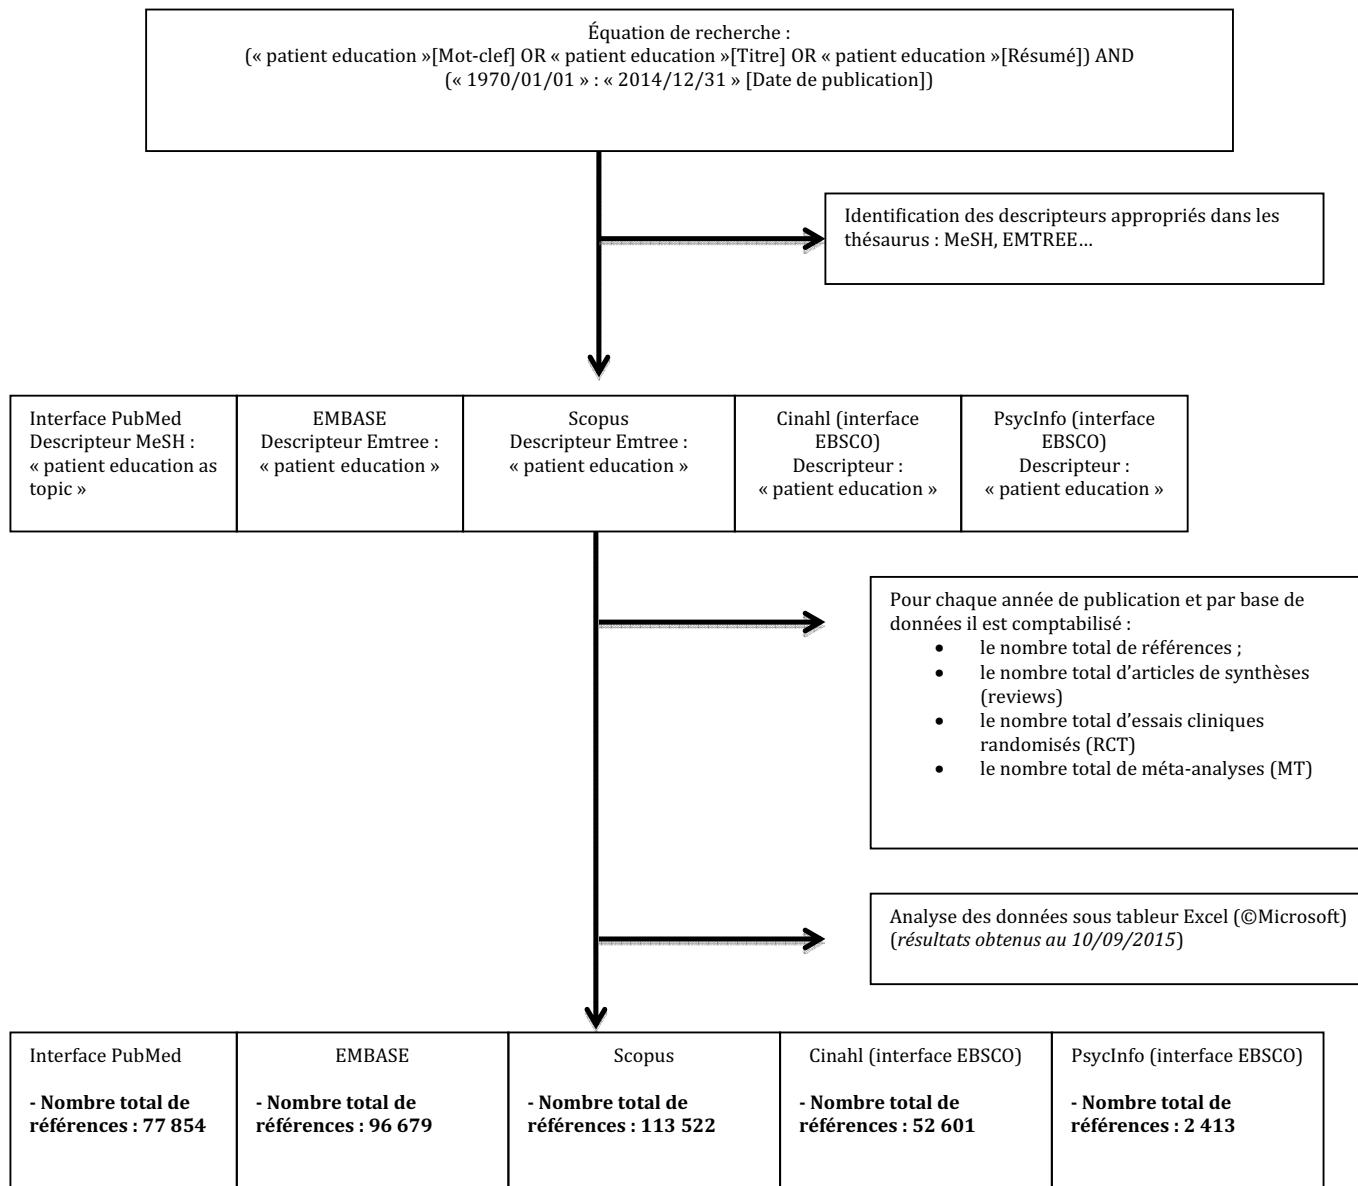 Équation de recherche :
(« patient education »[Mot-clef] OR « patient education »[Titre] OR « patient education »[Résumé]) AND
(« 1970/01/01 » : « 2014/12/31 » [Date de publication])
Identification des descripteurs appropriés dans les
thésaurus : MeSH, EMTREE…
Interface PubMed
Descripteur MeSH :
« patient education as
topic »
EMBASE
Descripteur Emtree :
« patient education »
Scopus
Descripteur Emtree :
« patient education »
Cinahl (interface
EBSCO)
Descripteur :
« patient education »
PsycInfo (interface
EBSCO)
Descripteur :
« patient education »
Pour chaque année de publication et par base de
données il est comptabilisé :
• le nombre total de références ;
• le nombre total d’articles de synthèses
(reviews)
• le nombre total d’essais cliniques
randomisés (RCT)
• le nombre total de méta-analyses (MT)
Analyse des données sous tableur Excel (©Microsoft)
(résultats obtenus au 10/09/2015)
Interface PubMed
- Nombre total de
références : 77 854
EMBASE
- Nombre total de
références : 96 679
Scopus
- Nombre total de
références : 113 522
Cinahl (interface EBSCO)
- Nombre total de
références : 52 601
PsycInfo (interface EBSCO)
- Nombre total de
références : 2 413